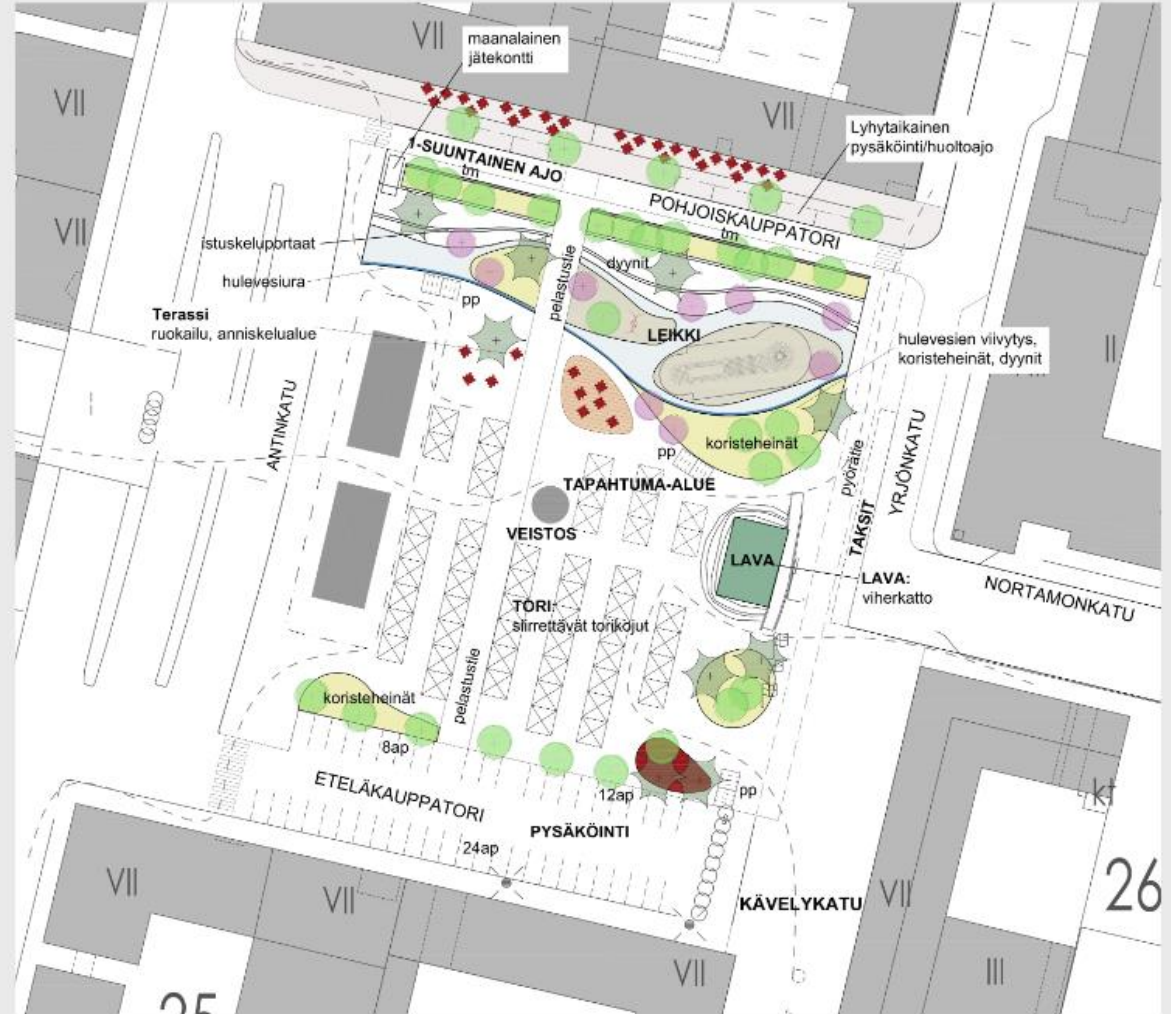 VII
maanalainen
jätekontti
VII
VII
Lyhytaikainen
pysäköinti/huoltoajo
1-SUUNTAINEN AJO
tm
POHJOISKAUPPATORI
tm
VII
istuskeluportaat
hulevesiura
pp
pelastustie
dyynit
LEIKKI
Terassi
ruokailu, anniskelualue
hulevesien viivytys,
koristeheinät, dyynit
II
ANTINKATU
koristeheinät
pp
pyörätie
YRJÖNKATU
TAKSIT
TAPAHTUMA-ALUE
VEISTOS
LAVA
LAVA:
viherkatto
NORTAMONKATU
TORI:
siirrettävät torikojut
pelastustie
koristeheinät
8ap
ETELÄKAUPPATORI
12ap
pp
PYSÄKÖINTI
24ap
kt
VII
VII
KÄVELYKATU
VII
26
VII
III
25